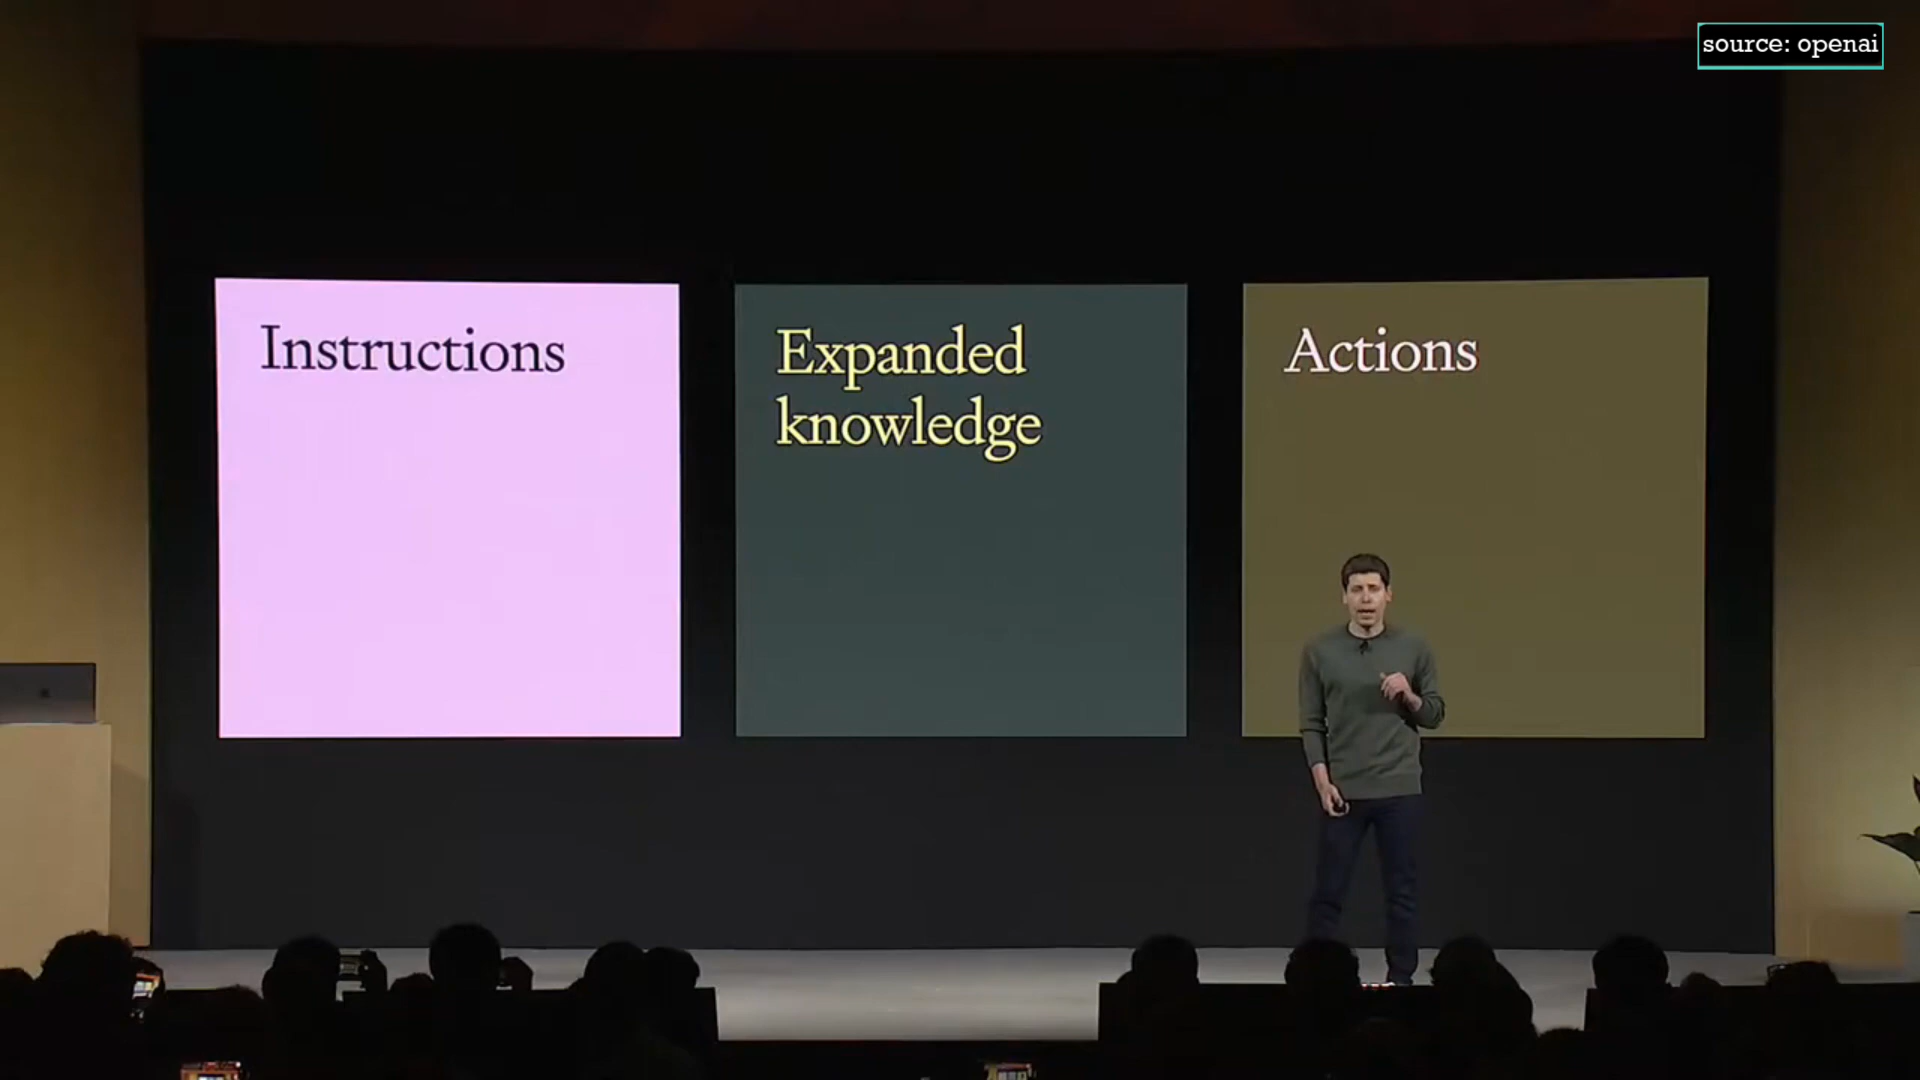 source: openai
Instructions
Expanded
knowledge
Actions